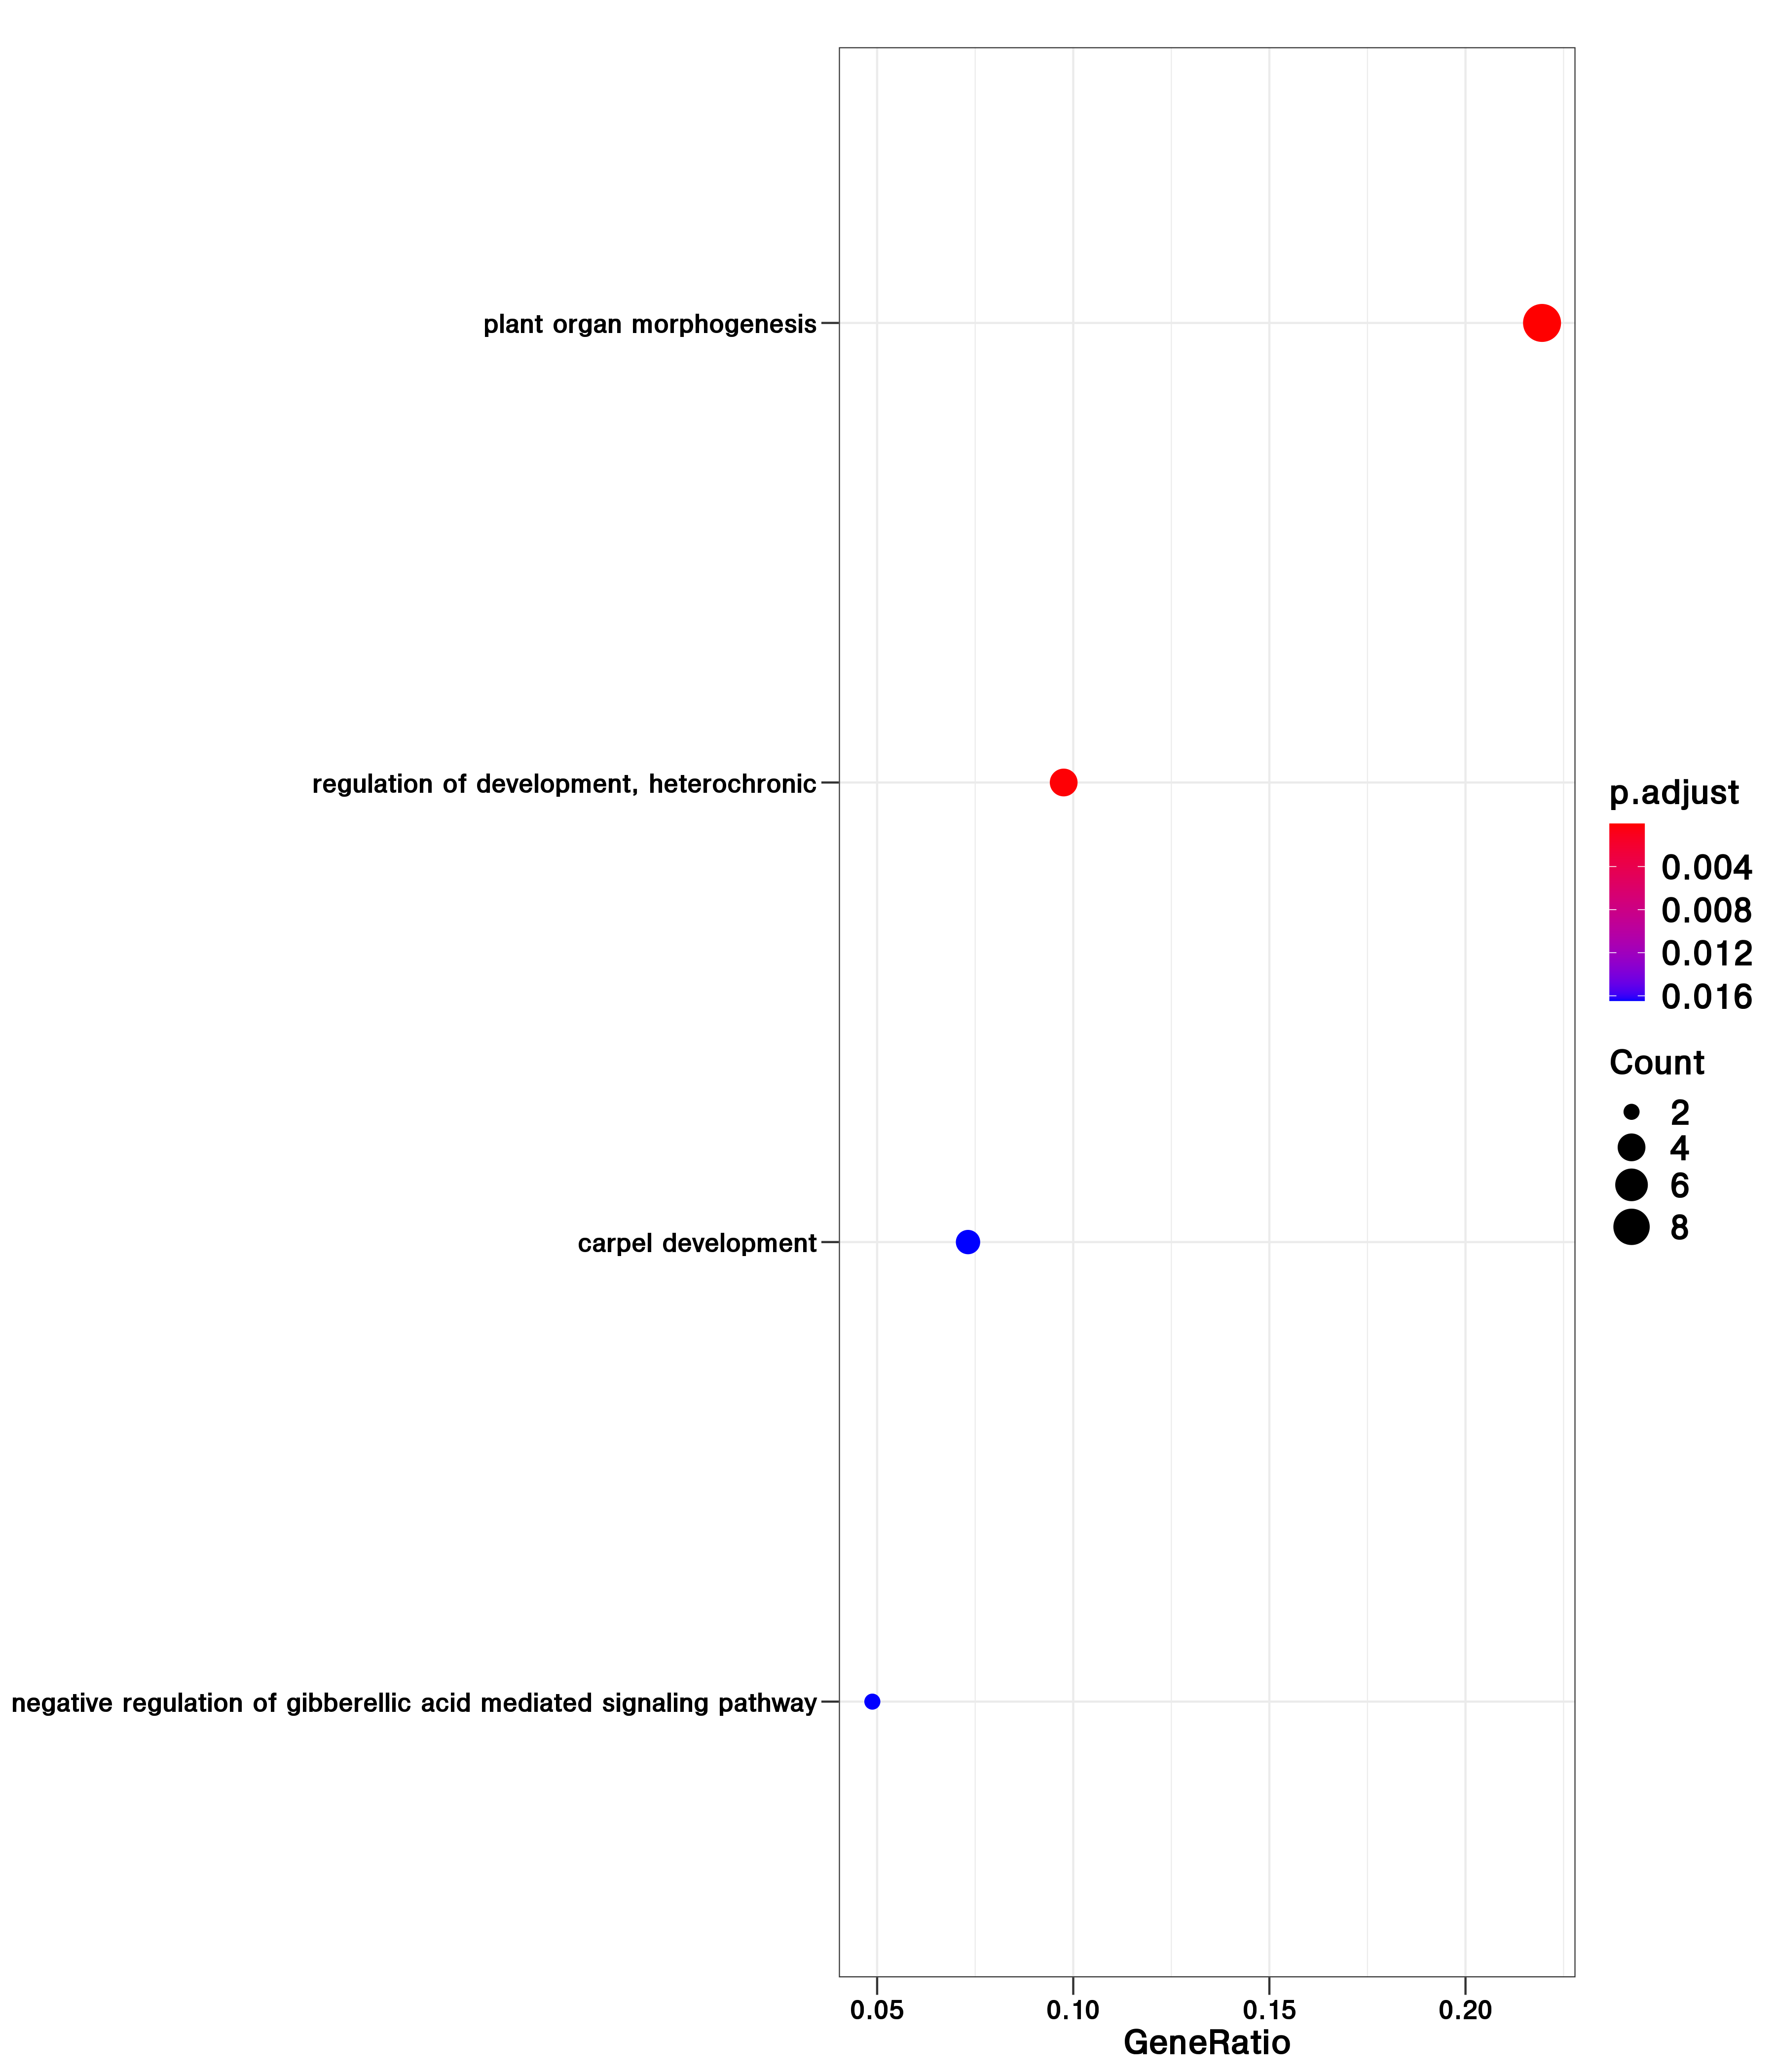 plant organ morphogenesis
regulation of development, heterochronic
carpel development
negative regulation of gibberellic acid mediated signaling pathway
0.05 0.10 0.15 0.20
GeneRatio
p.adjust
0.004
0.008
0.012
0.016
Count
2
4
6
8